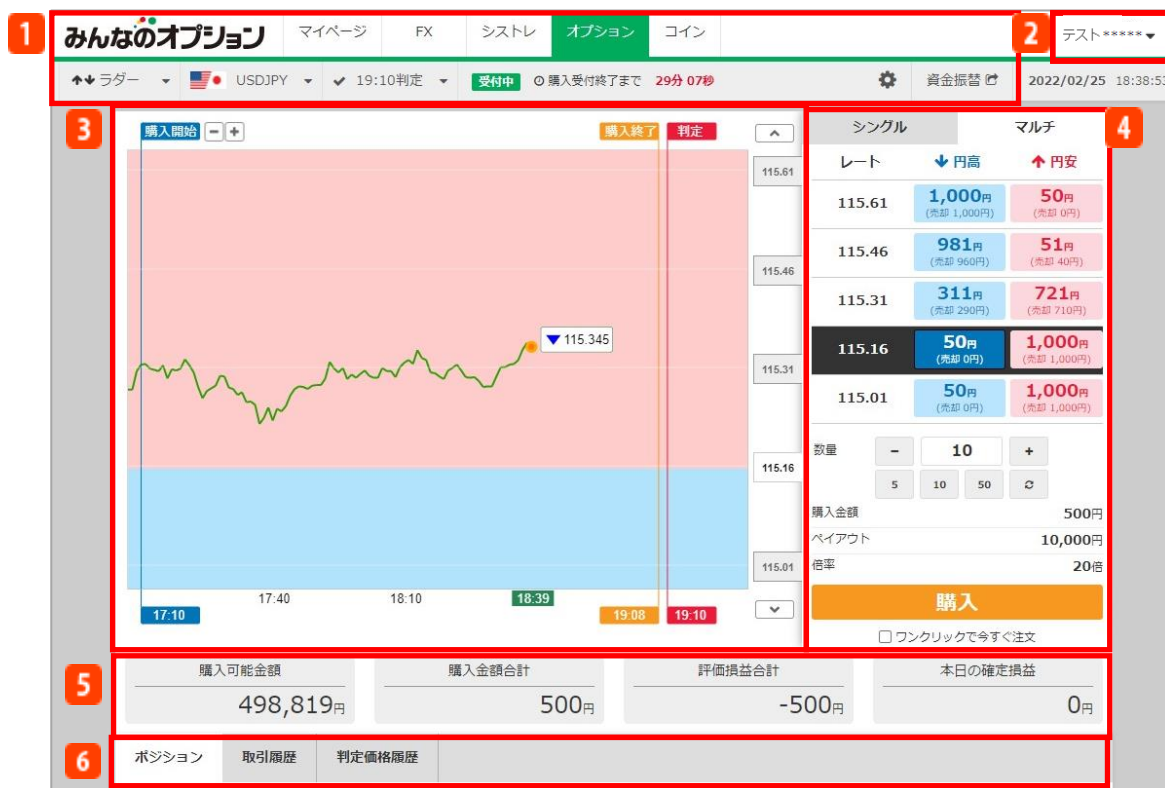 1
みんなのオプション マイページ FX シストレ オプション コイン
2
テスト*****
ラダー USDJPY 19:10判定 受付中 購入受付終了まで 29分 07秒 資金振替 2022/02/25 18:38:53
3
購入開始 − + 購入終了 判定
115.61
115.46
115.345
115.31
115.16
115.01
17:40 18:10 18:39
17:10 19:08 19:10
4
シングル マルチ
レート 円高 円安
115.61 1,000円 50円
(売却 1,000円) (売却 0円)
115.46 981円 51円
(売却 960円) (売却 40円)
115.31 311円 721円
(売却 290円) (売却 710円)
115.16 50円 1,000円
(売却 0円) (売却 1,000円)
115.01 50円 1,000円
(売却 0円) (売却 1,000円)
数量 − 10 +
5 10 50
購入金額 500円
ペイアウト 10,000円
倍率 20倍
購入
ワンクリックで今すぐ注文
5
購入可能金額 購入金額合計 評価損益合計 本日の確定損益
498,819円 500円 -500円 0円
6
ポジション 取引履歴 判定価格履歴